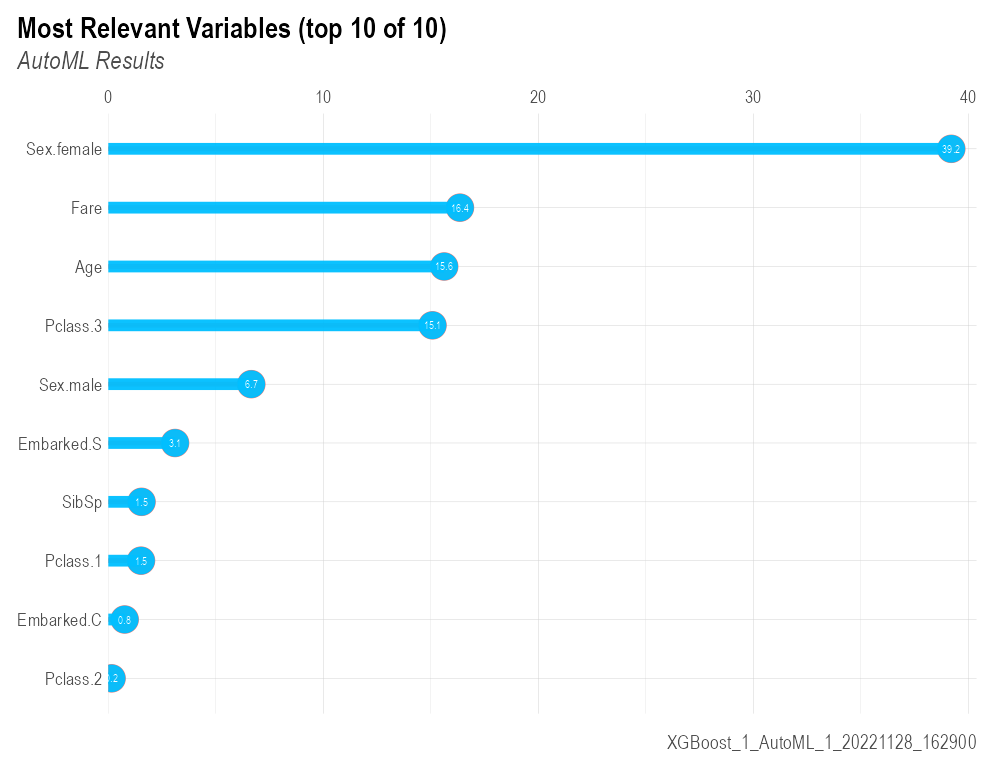 Most Relevant Variables (top 10 of 10)
AutoML Results
0 10 20 30 40
Sex.female 39.2
Fare 16.4
Age 15.6
Pclass.3 15.1
Sex.male 6.7
Embarked.S 3.1
SibSp 1.5
Pclass.1 1.5
Embarked.C 0.8
Pclass.2 .2
XGBoost_1_AutoML_1_20221128_162900